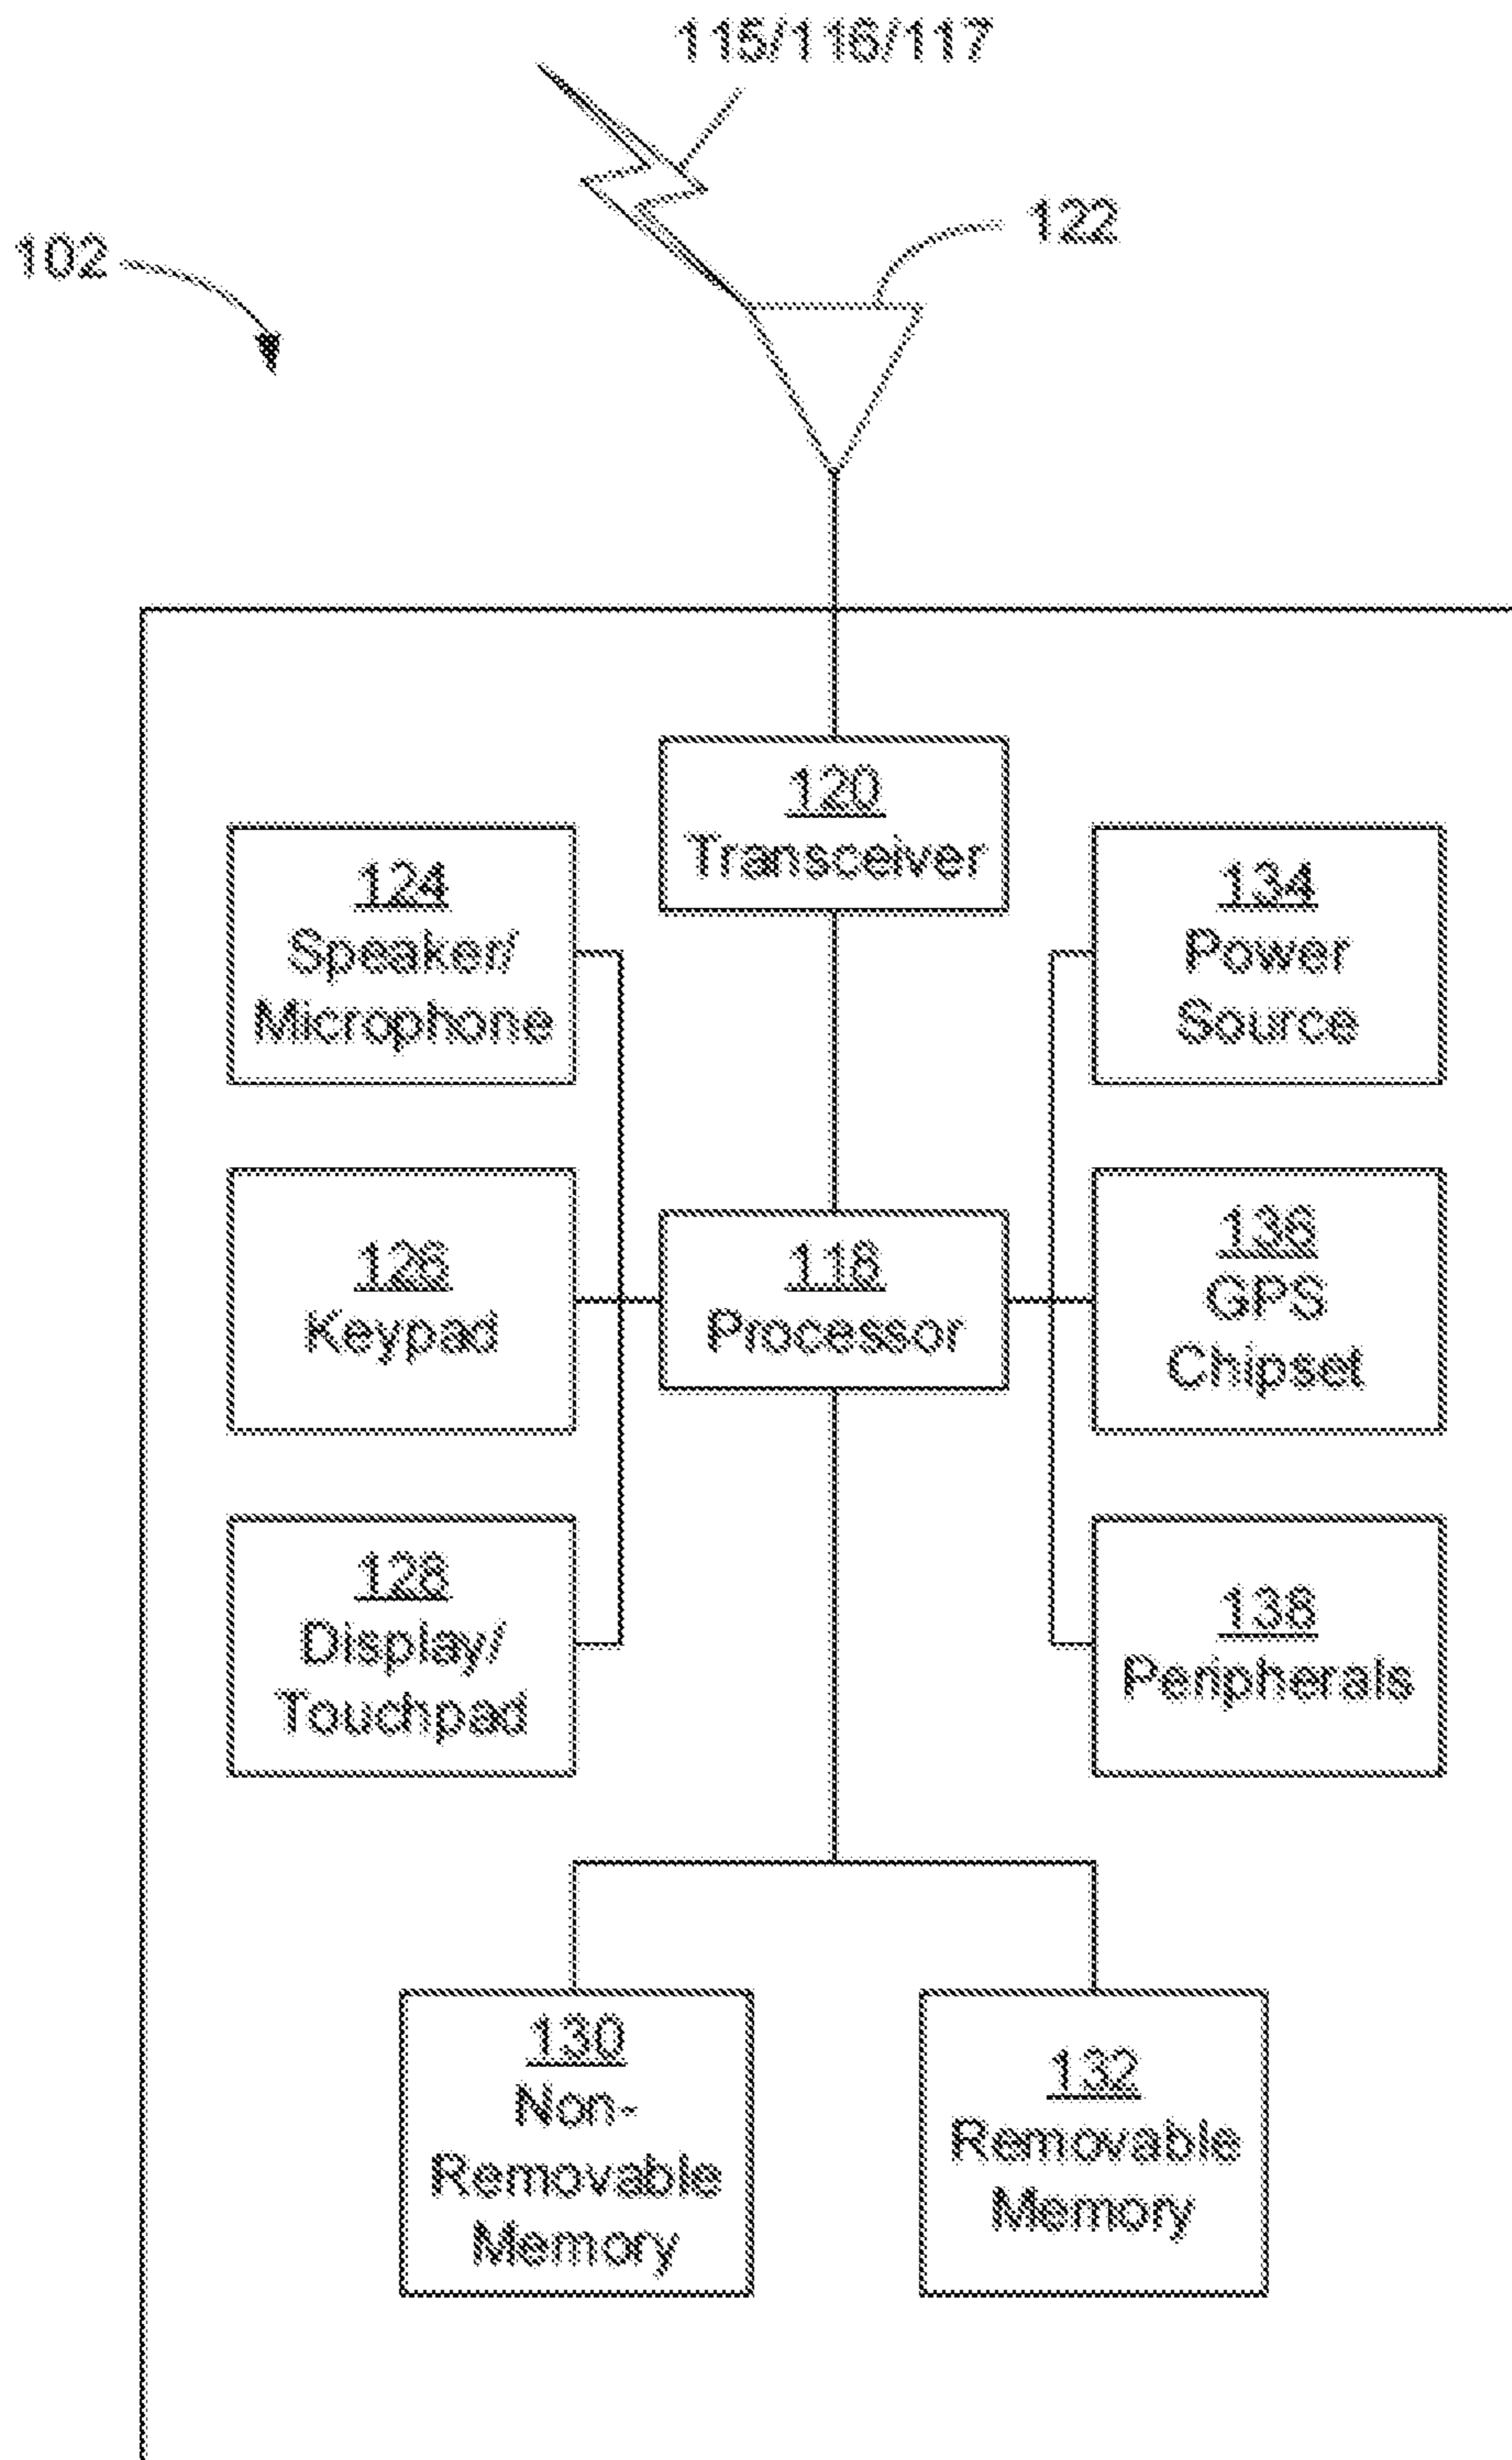 115/116/117
122
102
120
Transceiver
124
Speaker/
Microphone
134
Power
Source
126
Keypad
118
Processor
136
GPS
Chipset
128
Display/
Touchpad
138
Peripherals
130
Non-
Removable
Memory
132
Removable
Memory